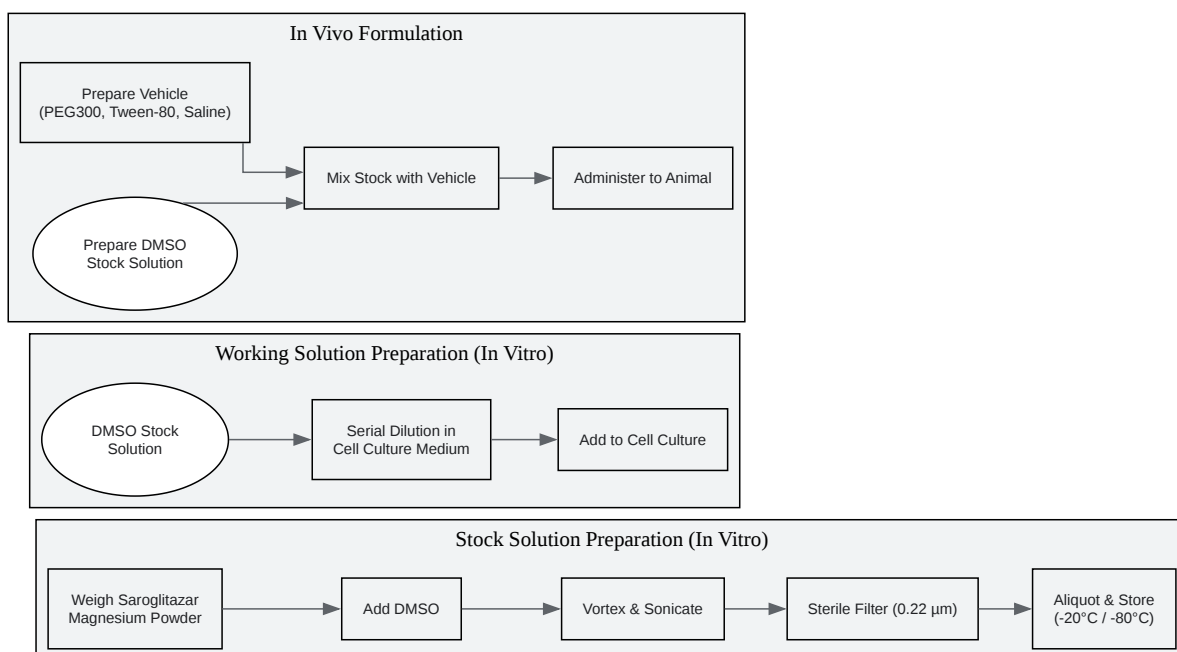 In Vivo Formulation
Prepare Vehicle
(PEG300, Tween-80, Saline)
Mix Stock with Vehicle
Administer to Animal
Prepare DMSO
Stock Solution
Working Solution Preparation (In Vitro)
DMSO Stock
Solution
Serial Dilution in
Cell Culture Medium
Add to Cell Culture
Stock Solution Preparation (In Vitro)
Weigh Saroglitazar
Magnesium Powder
Add DMSO
Vortex & Sonicate
Sterile Filter (0.22 µm)
Aliquot & Store
(-20°C / -80°C)